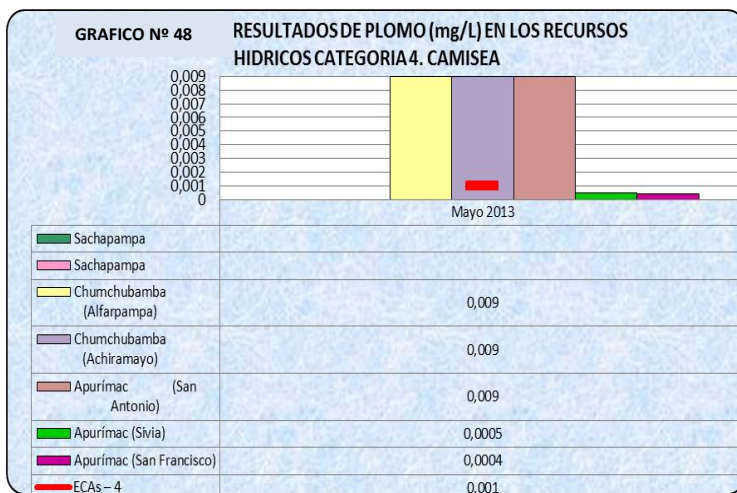 GRAFICO Nº 48
RESULTADOS DE PLOMO (mg/L) EN LOS RECURSOS
HIDRICOS CATEGORIA 4. CAMISEA
0,009
0,008
0,007
0,006
0,005
0,004
0,003
0,002
0,001
0
Mayo 2013
Sachapampa
Sachapampa
Chumchubamba
(Alfarpampa)
0,009
Chumchubamba
(Achiramayo)
0,009
Apurímac (San
Antonio)
0,009
Apurímac (Sivia) 0,0005
Apurímac (San Francisco) 0,0004
ECAs – 4 0,001